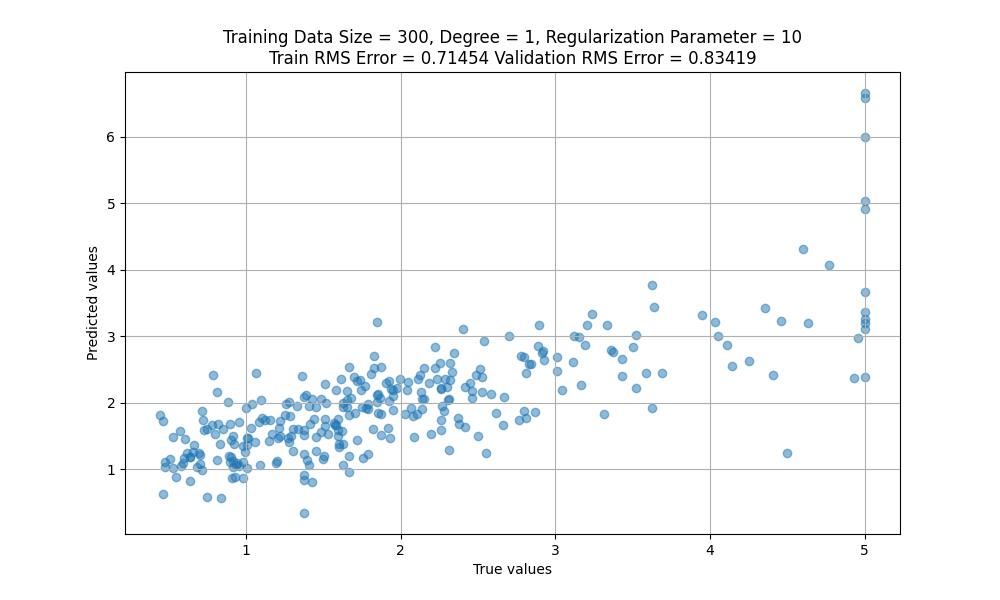 Training Data Size = 300, Degree = 1, Regularization Parameter = 10
Train RMS Error = 0.71454 Validation RMS Error = 0.83419
6
5
4
3
2
1
Predicted values
1 2 3 4 5
True values